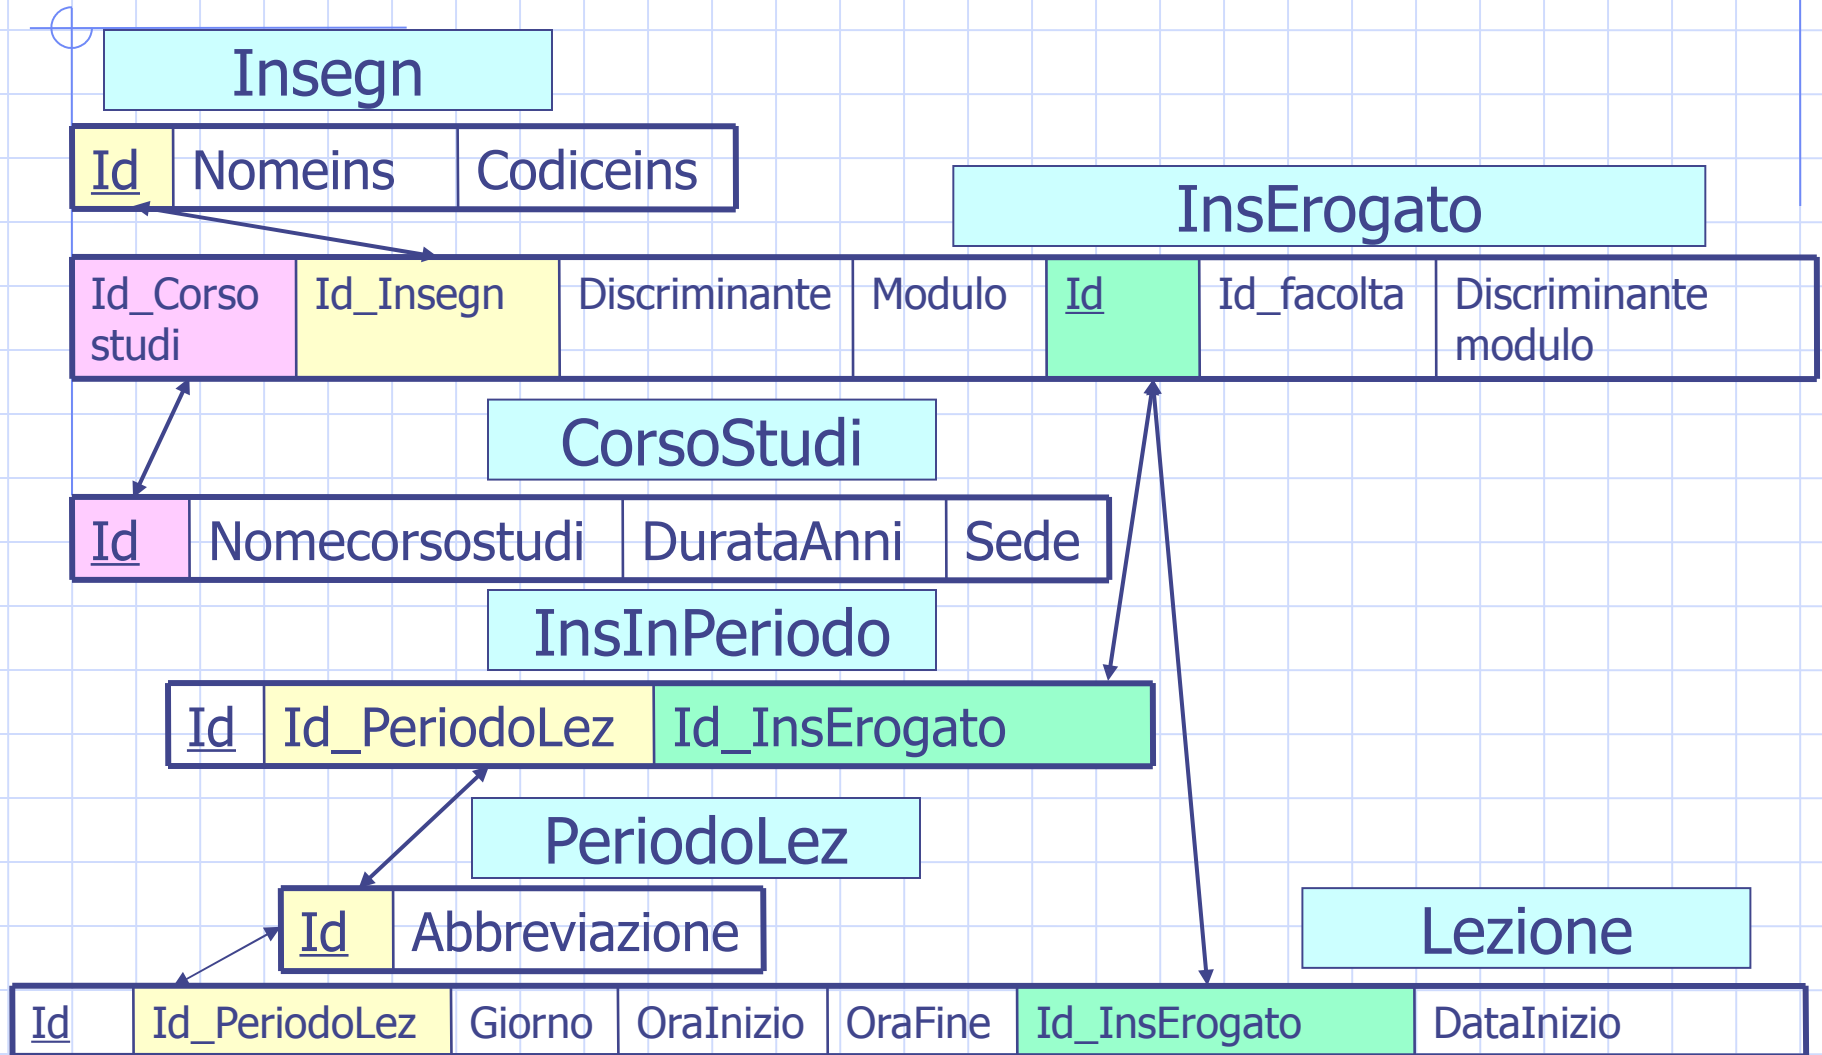 Insegn
Id Nomeins Codiceins
InsErogato
Id_Corso Id_Insegn Discriminante Modulo Id Id_facolta Discriminante
studi modulo
CorsoStudi
Id Nomecorsostudi DurataAnni Sede
InsInPeriodo
Id Id_PeriodoLez Id_InsErogato
PeriodoLez
Id Abbreviazione
Lezione
Id Id_PeriodoLez Giorno OraInizio OraFine Id_InsErogato DataInizio